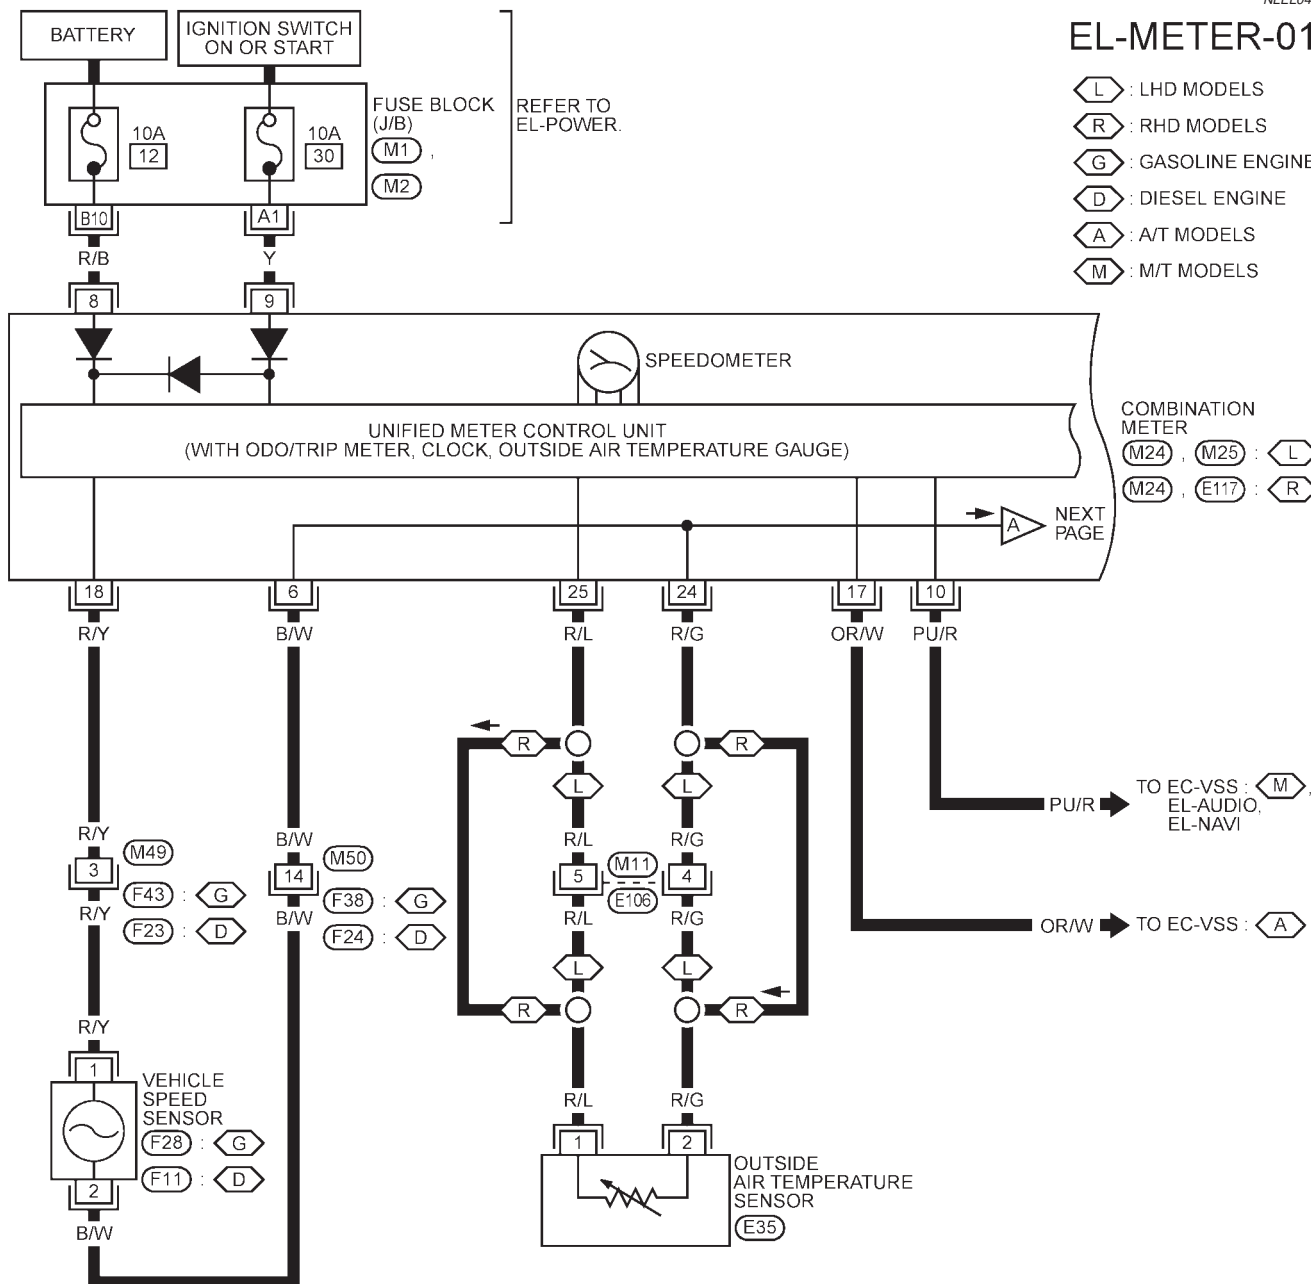 EL-METER-01
BATTERY
IGNITION SWITCH
ON OR START
FUSE BLOCK
(J/B)
M1 ,
M2
REFER TO
EL-POWER.
10A
12
10A
30
B10
A1
R/B
Y
8
9
L : LHD MODELS
R : RHD MODELS
G : GASOLINE ENGINE
D : DIESEL ENGINE
A : A/T MODELS
M : M/T MODELS
SPEEDOMETER
UNIFIED METER CONTROL UNIT
(WITH ODO/TRIP METER, CLOCK, OUTSIDE AIR TEMPERATURE GAUGE)
COMBINATION
METER
M24 , M25 : L
M24 , E117 : R
A
NEXT
PAGE
18
6
25
24
17
10
R/Y
B/W
R/L
R/G
OR/W
PU/R
R
R
L
L
R/Y
B/W
R/L
R/G
3
M49
14
M50
5
M11
4
E106
F43 : G
F23 : D
F38 : G
F24 : D
R/Y
B/W
R/L
R/G
L
L
R
R
PU/R
TO EC-VSS : M ,
EL-AUDIO,
EL-NAVI
OR/W
TO EC-VSS : A
R/Y
1
VEHICLE
SPEED
SENSOR
F28 : G
F11 : D
2
B/W
R/L
R/G
1
2
OUTSIDE
AIR TEMPERATURE
SENSOR
E35